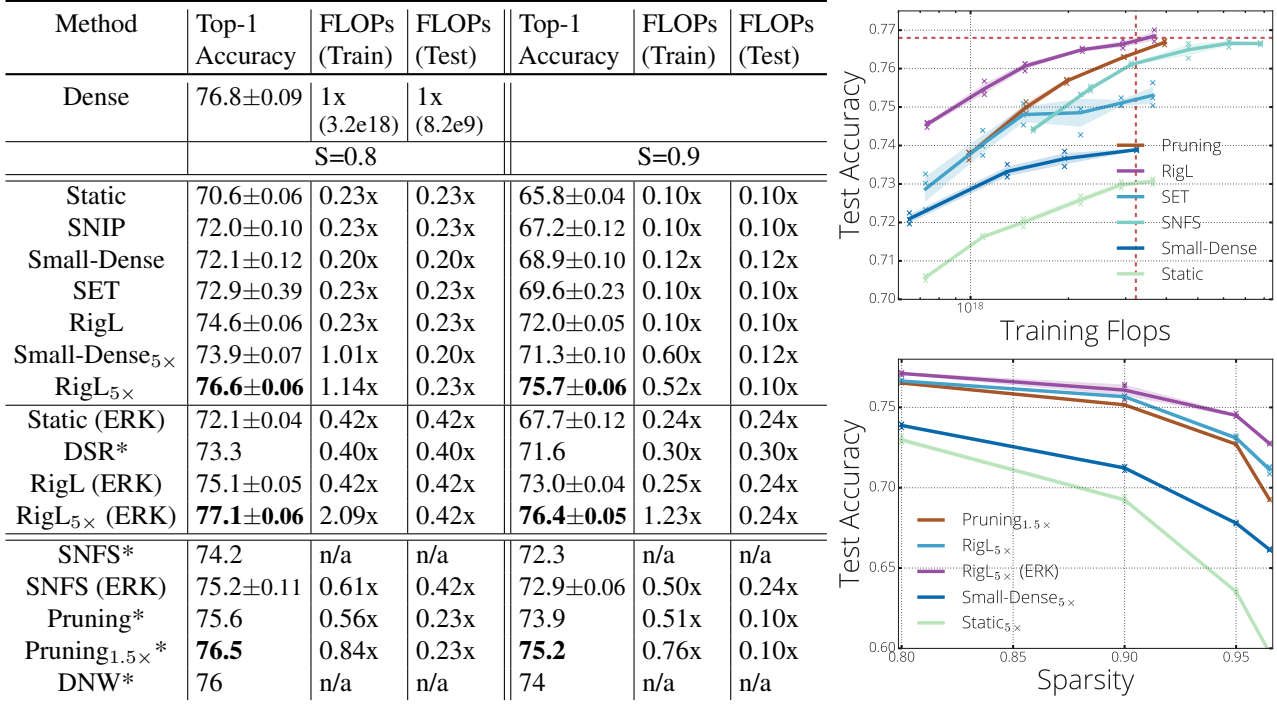 Method Top-1 FLOPs FLOPs Top-1 FLOPs FLOPs
Accuracy (Train) (Test) Accuracy (Train) (Test)
Dense 76.8±0.09 1x 1x
(3.2e18) (8.2e9)
S=0.8 S=0.9
Static 70.6±0.06 0.23x 0.23x 65.8±0.04 0.10x 0.10x
SNIP 72.0±0.10 0.23x 0.23x 67.2±0.12 0.10x 0.10x
Small-Dense 72.1±0.12 0.20x 0.20x 68.9±0.10 0.12x 0.12x
SET 72.9±0.39 0.23x 0.23x 69.6±0.23 0.10x 0.10x
RigL 74.6±0.06 0.23x 0.23x 72.0±0.05 0.10x 0.10x
Small-Dense5× 73.9±0.07 1.01x 0.20x 71.3±0.10 0.60x 0.12x
RigL5× 76.6±0.06 1.14x 0.23x 75.7±0.06 0.52x 0.10x
Static (ERK) 72.1±0.04 0.42x 0.42x 67.7±0.12 0.24x 0.24x
DSR* 73.3 0.40x 0.40x 71.6 0.30x 0.30x
RigL (ERK) 75.1±0.05 0.42x 0.42x 73.0±0.04 0.25x 0.24x
RigL5× (ERK) 77.1±0.06 2.09x 0.42x 76.4±0.05 1.23x 0.24x
SNFS* 74.2 n/a n/a 72.3 n/a n/a
SNFS (ERK) 75.2±0.11 0.61x 0.42x 72.9±0.06 0.50x 0.24x
Pruning* 75.6 0.56x 0.23x 73.9 0.51x 0.10x
Pruning1.5×* 76.5 0.84x 0.23x 75.2 0.76x 0.10x
DNW* 76 n/a n/a 74 n/a n/a
Test Accuracy
0.77
0.76
0.75
0.74
0.73
0.72
0.71
0.70
Pruning
RigL
SET
SNFS
Small-Dense
Static
10¹⁸
Training Flops
Test Accuracy
0.75
0.70
0.65
0.60
Pruning1.5×
RigL5×
RigL5× (ERK)
Small-Dense5×
Static5×
0.80 0.85 0.90 0.95
Sparsity